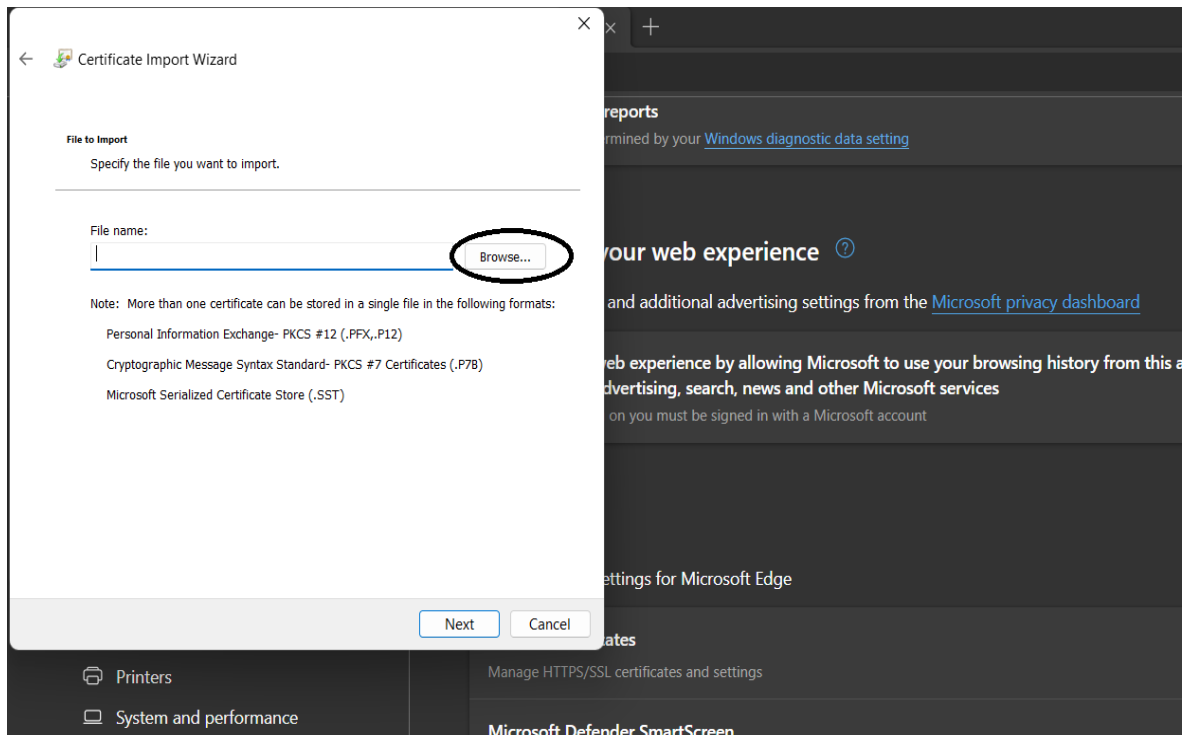 Certificate Import Wizard
File to Import
Specify the file you want to import.
File name:
Browse...
Note: More than one certificate can be stored in a single file in the following formats:
Personal Information Exchange- PKCS #12 (.PFX,.P12)
Cryptographic Message Syntax Standard- PKCS #7 Certificates (.P7B)
Microsoft Serialized Certificate Store (.SST)
Next
Cancel
reports
rmined by your Windows diagnostic data setting
your web experience
and additional advertising settings from the Microsoft privacy dashboard
eb experience by allowing Microsoft to use your browsing history from this a
dvertising, search, news and other Microsoft services
on you must be signed in with a Microsoft account
ettings for Microsoft Edge
ates
Manage HTTPS/SSL certificates and settings
Microsoft Defender SmartScreen
Printers
System and performance